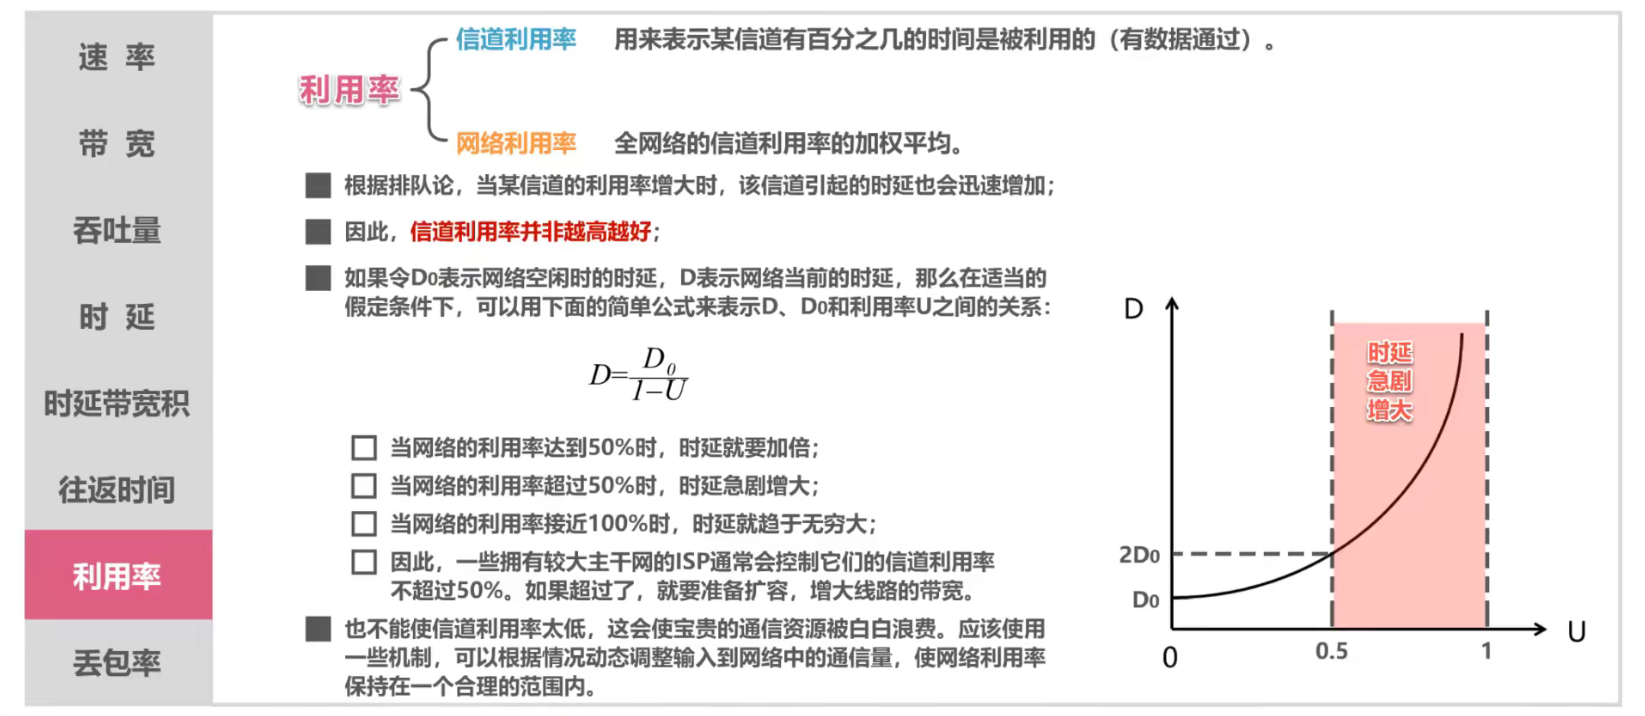 速 率
带 宽
吞吐量
时 延
时延带宽积
往返时间
利用率
丢包率
利用率
信道利用率 用来表示某信道有百分之几的时间是被利用的（有数据通过）。
网络利用率 全网络的信道利用率的加权平均。
根据排队论，当某信道的利用率增大时，该信道引起的时延也会迅速增加；
因此，信道利用率并非越高越好；
如果令D₀表示网络空闲时的时延，D表示网络当前的时延，那么在适当的
假定条件下，可以用下面的简单公式来表示D、D₀和利用率U之间的关系：
D=D₀/(1−U)
当网络的利用率达到50%时，时延就要加倍；
当网络的利用率超过50%时，时延急剧增大；
当网络的利用率接近100%时，时延就趋于无穷大；
因此，一些拥有较大主干网的ISP通常会控制它们的信道利用率
不超过50%。如果超过了，就要准备扩容，增大线路的带宽。
也不能使信道利用率太低，这会使宝贵的通信资源被白白浪费。应该使用
一些机制，可以根据情况动态调整输入到网络中的通信量，使网络利用率
保持在一个合理的范围内。
D
时延
急剧
增大
2D₀
D₀
0
0.5
1
U